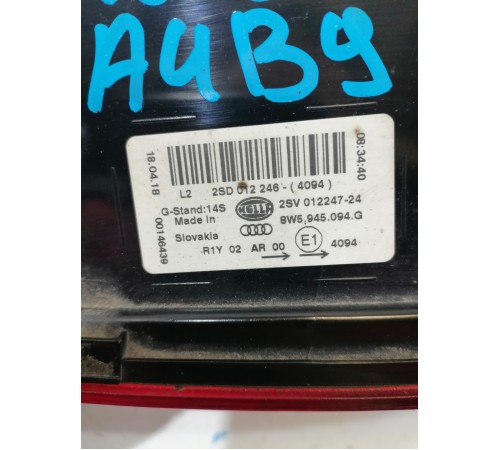 A4B9
18.04.18
00146439
08:34:40
L2 2SD 012 246-(4094)
G-Stand:14S HELLA 2SV 012247-24
Made in 8W5.945.094.G
Slovakia
R1Y 02 AR 00 E1 4094